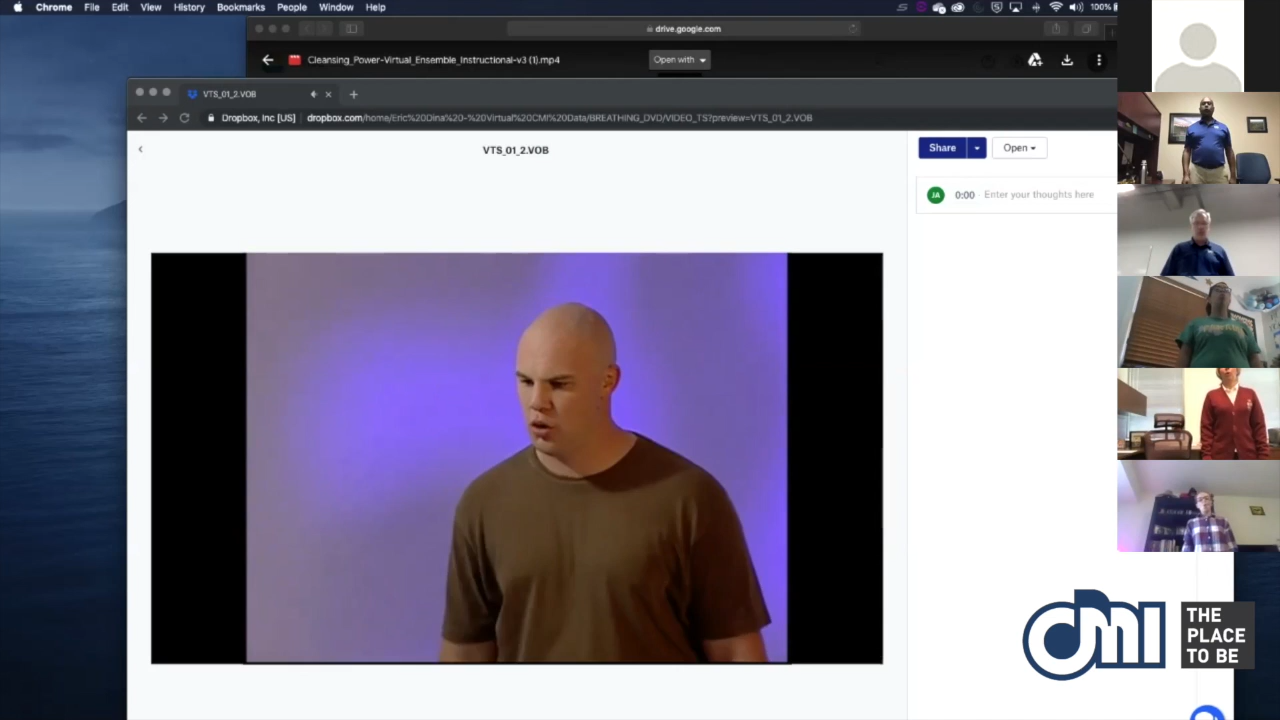 Chrome File Edit View History Bookmarks People Window Help 100%
drive.google.com
Cleansing_Power-Virtual_Ensemble_Instructional-v3 (1).mp4 Open with
VTS_01_2.VOB
Dropbox, Inc [US] dropbox.com/home/Eric%20Dina%20-%20Virtual%20CMI%20Data/BREATHING_DVD/VIDEO_TS?preview=VTS_01_2.VOB
VTS_01_2.VOB
Share Open
JA 0:00 Enter your thoughts here
CMI
THE
PLACE
TO BE